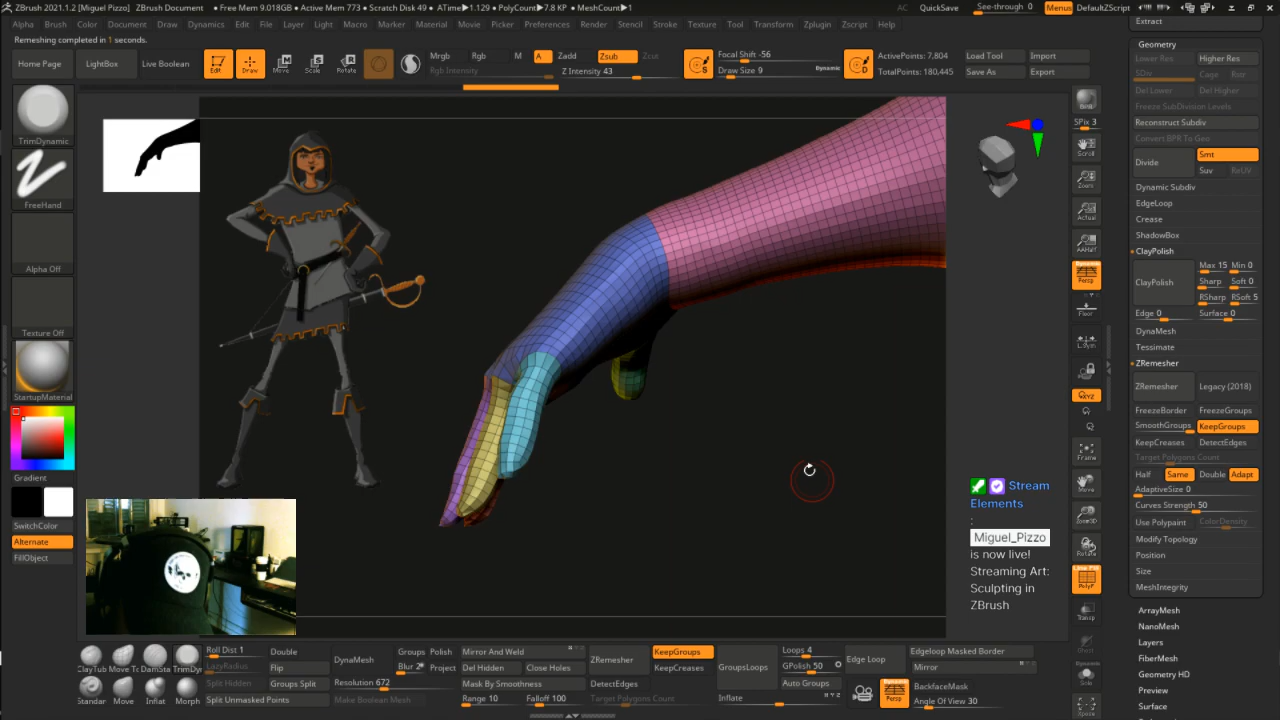 ZBrush 2021.1.2 [Miguel Pizzo] ZBrush Document ● Free Mem 9.018GB ● Active Mem 773 ● Scratch Disk 49 ● ATime▶1.129 ● PolyCount▶7.8 KP ● MeshCount▶1
AC QuickSave See-through 0 Menus DefaultZScript
Alpha Brush Color Document Draw Dynamics Edit File Layer Light Macro Marker Material Movie Picker Preferences Render Stencil Stroke Texture Tool Transform Zplugin Zscript Help
Remeshing completed in 1 seconds.
Home Page LightBox Live Boolean Edit Draw Move Scale Rotate
Mrgb Rgb M A Zadd Zsub Zcut
Rgb Intensity Z Intensity 43
Focal Shift -56
Draw Size 9 Dynamic
ActivePoints: 7,804
TotalPoints: 180,445
Load Tool Import
Save As Export
TrimDynamic
FreeHand
Alpha Off
Texture Off
StartupMaterial
Gradient
SwitchColor
Alternate
FillObject
SPix 3
Scroll
Zoom
Actual
AAHalf
Persp
Floor
L.Sym
XYZ
Frame
Move
Zoom3D
Rotate
Line Fill
PolyF
Transp
Stream
Elements
:
Miguel_Pizzo
is now live!
Streaming Art:
Sculpting in
ZBrush
Extract
Geometry
Lower Res Higher Res
SDiv Cage Rstr
Del Lower Del Higher
Freeze SubDivision Levels
Reconstruct Subdiv
Convert BPR To Geo
Divide Smt
Suv ReUV
Dynamic Subdiv
EdgeLoop
Crease
ShadowBox
ClayPolish
ClayPolish Max 15 Min 0
Sharp Soft 0
RSharp RSoft 5
Edge 0 Surface 0
DynaMesh
Tessimate
ZRemesher
ZRemesher Legacy (2018)
FreezeBorder FreezeGroups
SmoothGroups KeepGroups
KeepCreases DetectEdges
Target Polygons Count
Half Same Double Adapt
AdaptiveSize 0
Curves Strength 50
Use Polypaint ColorDensity
Modify Topology
Position
Size
MeshIntegrity
ArrayMesh
NanoMesh
Layers
FiberMesh
Geometry HD
Preview
Surface
ClayTub Move To DamSta TrimDy
Standar Move Inflat Morph
Roll Dist 1 Double
LazyRadius Flip
Split Hidden Groups Split
Split Unmasked Points
DynaMesh Blur 2 Polish Project
Resolution 672
Make Boolean Mesh
Mirror And Weld
Del Hidden Close Holes
Mask By Smoothness
Range 10 Falloff 100
ZRemesher KeepGroups
KeepCreases
DetectEdges
Target Polygons Count
GroupsLoops Loops 4
GPolish 50
Auto Groups
Inflate
Edge Loop Edgeloop Masked Border
Mirror
BackfaceMask
Angle Of View 30